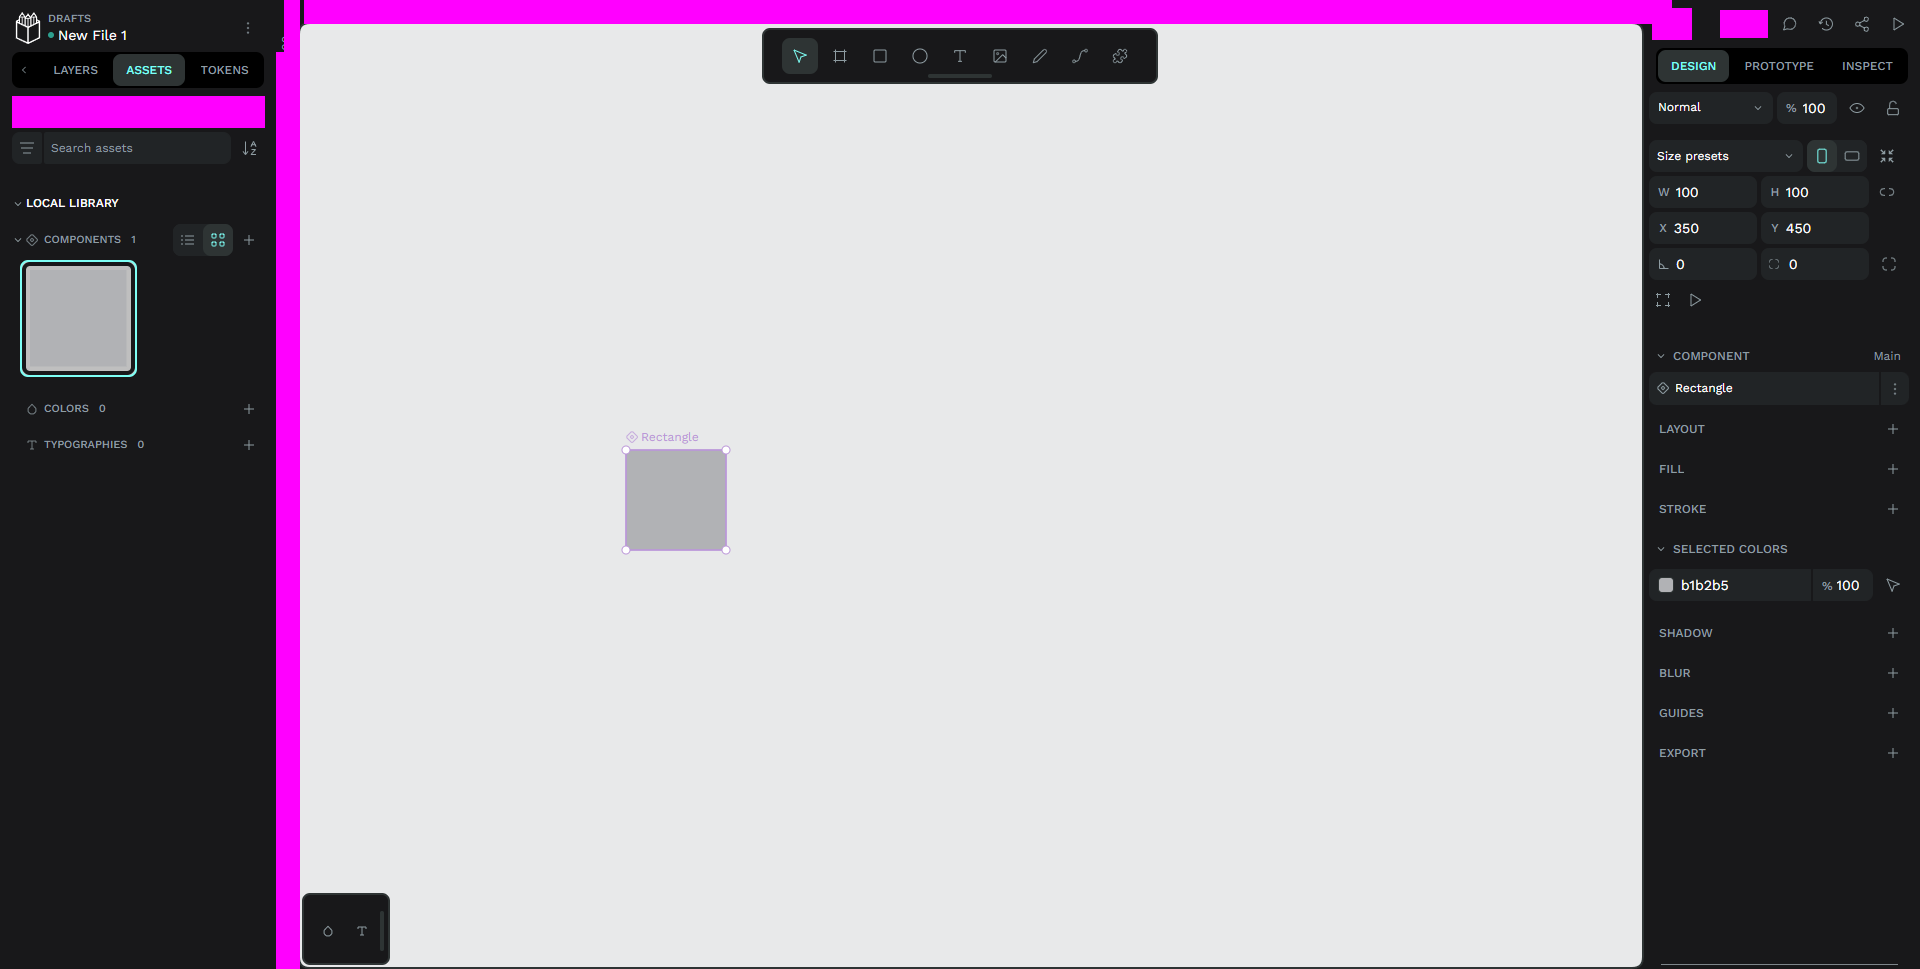 DRAFTS
New File 1
LAYERS
ASSETS
TOKENS
Search assets
LOCAL LIBRARY
COMPONENTS 1
COLORS 0
TYPOGRAPHIES 0
Rectangle
DESIGN
PROTOTYPE
INSPECT
Normal
% 100
Size presets
W 100
H 100
X 350
Y 450
0
0
COMPONENT
Main
Rectangle
LAYOUT
FILL
STROKE
SELECTED COLORS
b1b2b5
% 100
SHADOW
BLUR
GUIDES
EXPORT